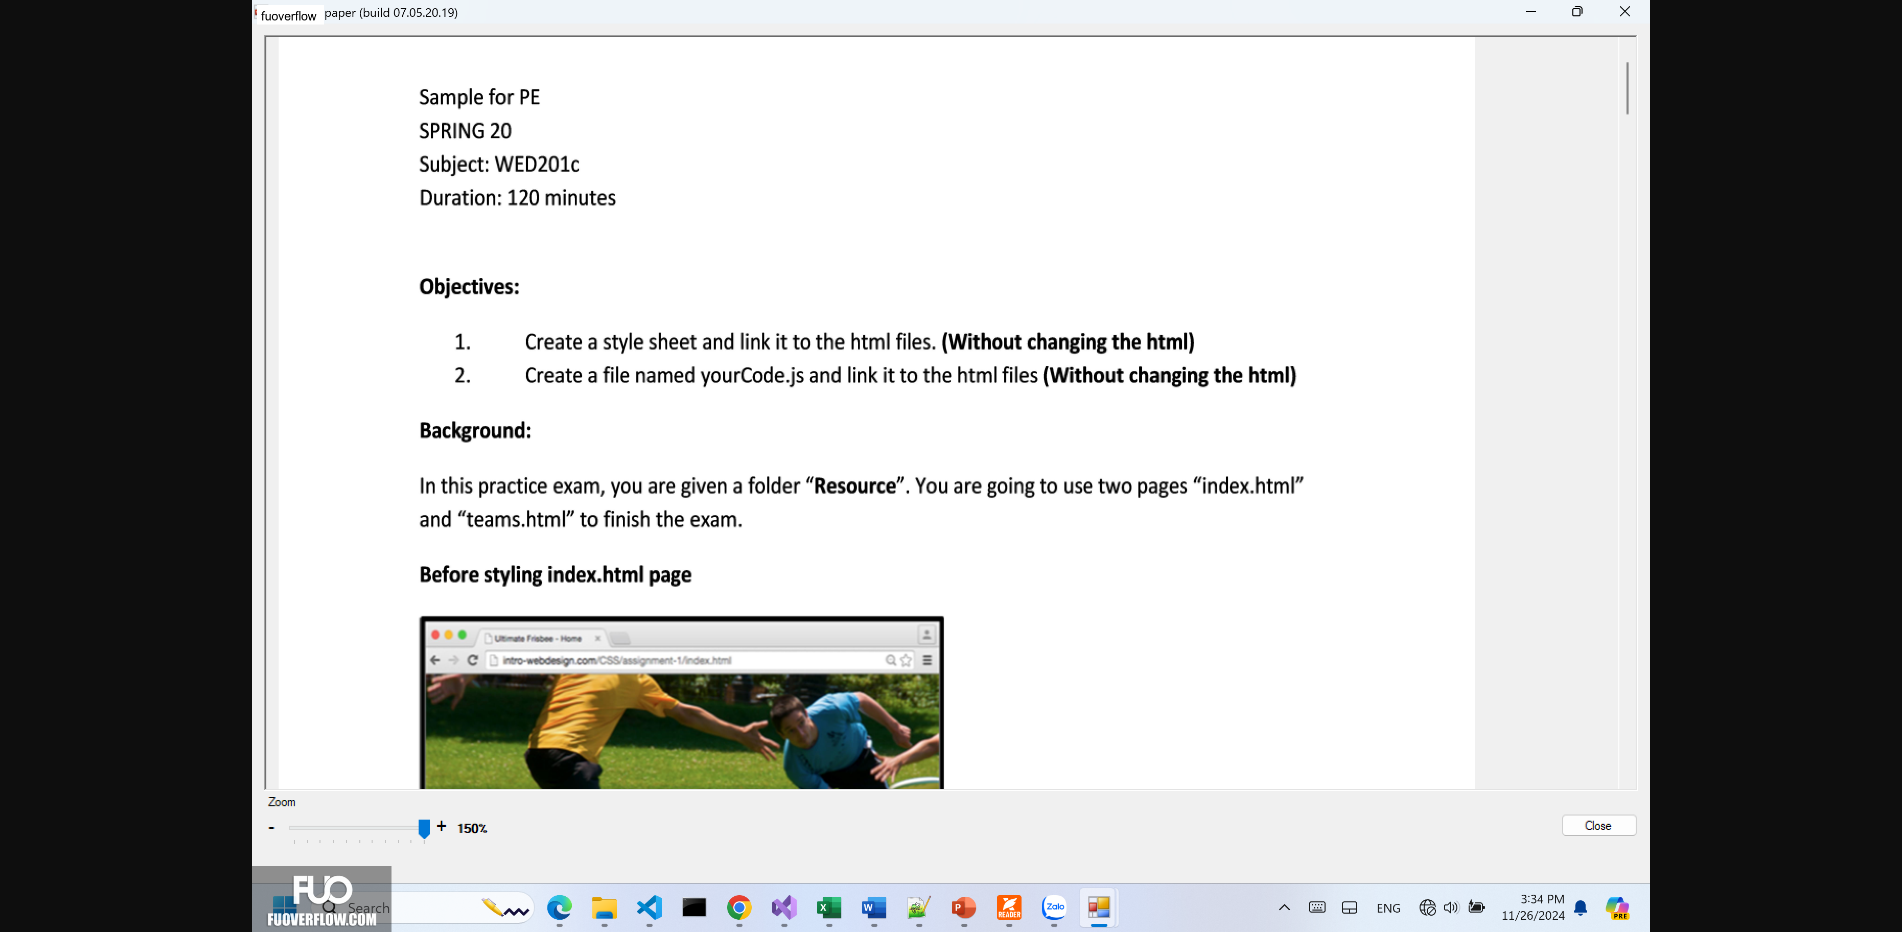 fuoverflow paper (build 07.05.20.19)
Sample for PE
SPRING 20
Subject: WED201c
Duration: 120 minutes
Objectives:
1. Create a style sheet and link it to the html files. (Without changing the html)
2. Create a file named yourCode.js and link it to the html files (Without changing the html)
Background:
In this practice exam, you are given a folder “Resource”. You are going to use two pages “index.html”
and “teams.html” to finish the exam.
Before styling index.html page
Ultimate Frisbee - Home
intro-webdesign.com/CSS/assignment-1/index.html
Zoom
- + 150%
Close
FUO
FUOVERFLOW.COM
Search
READER
Zalo
ENG
3:34 PM
11/26/2024
PRE